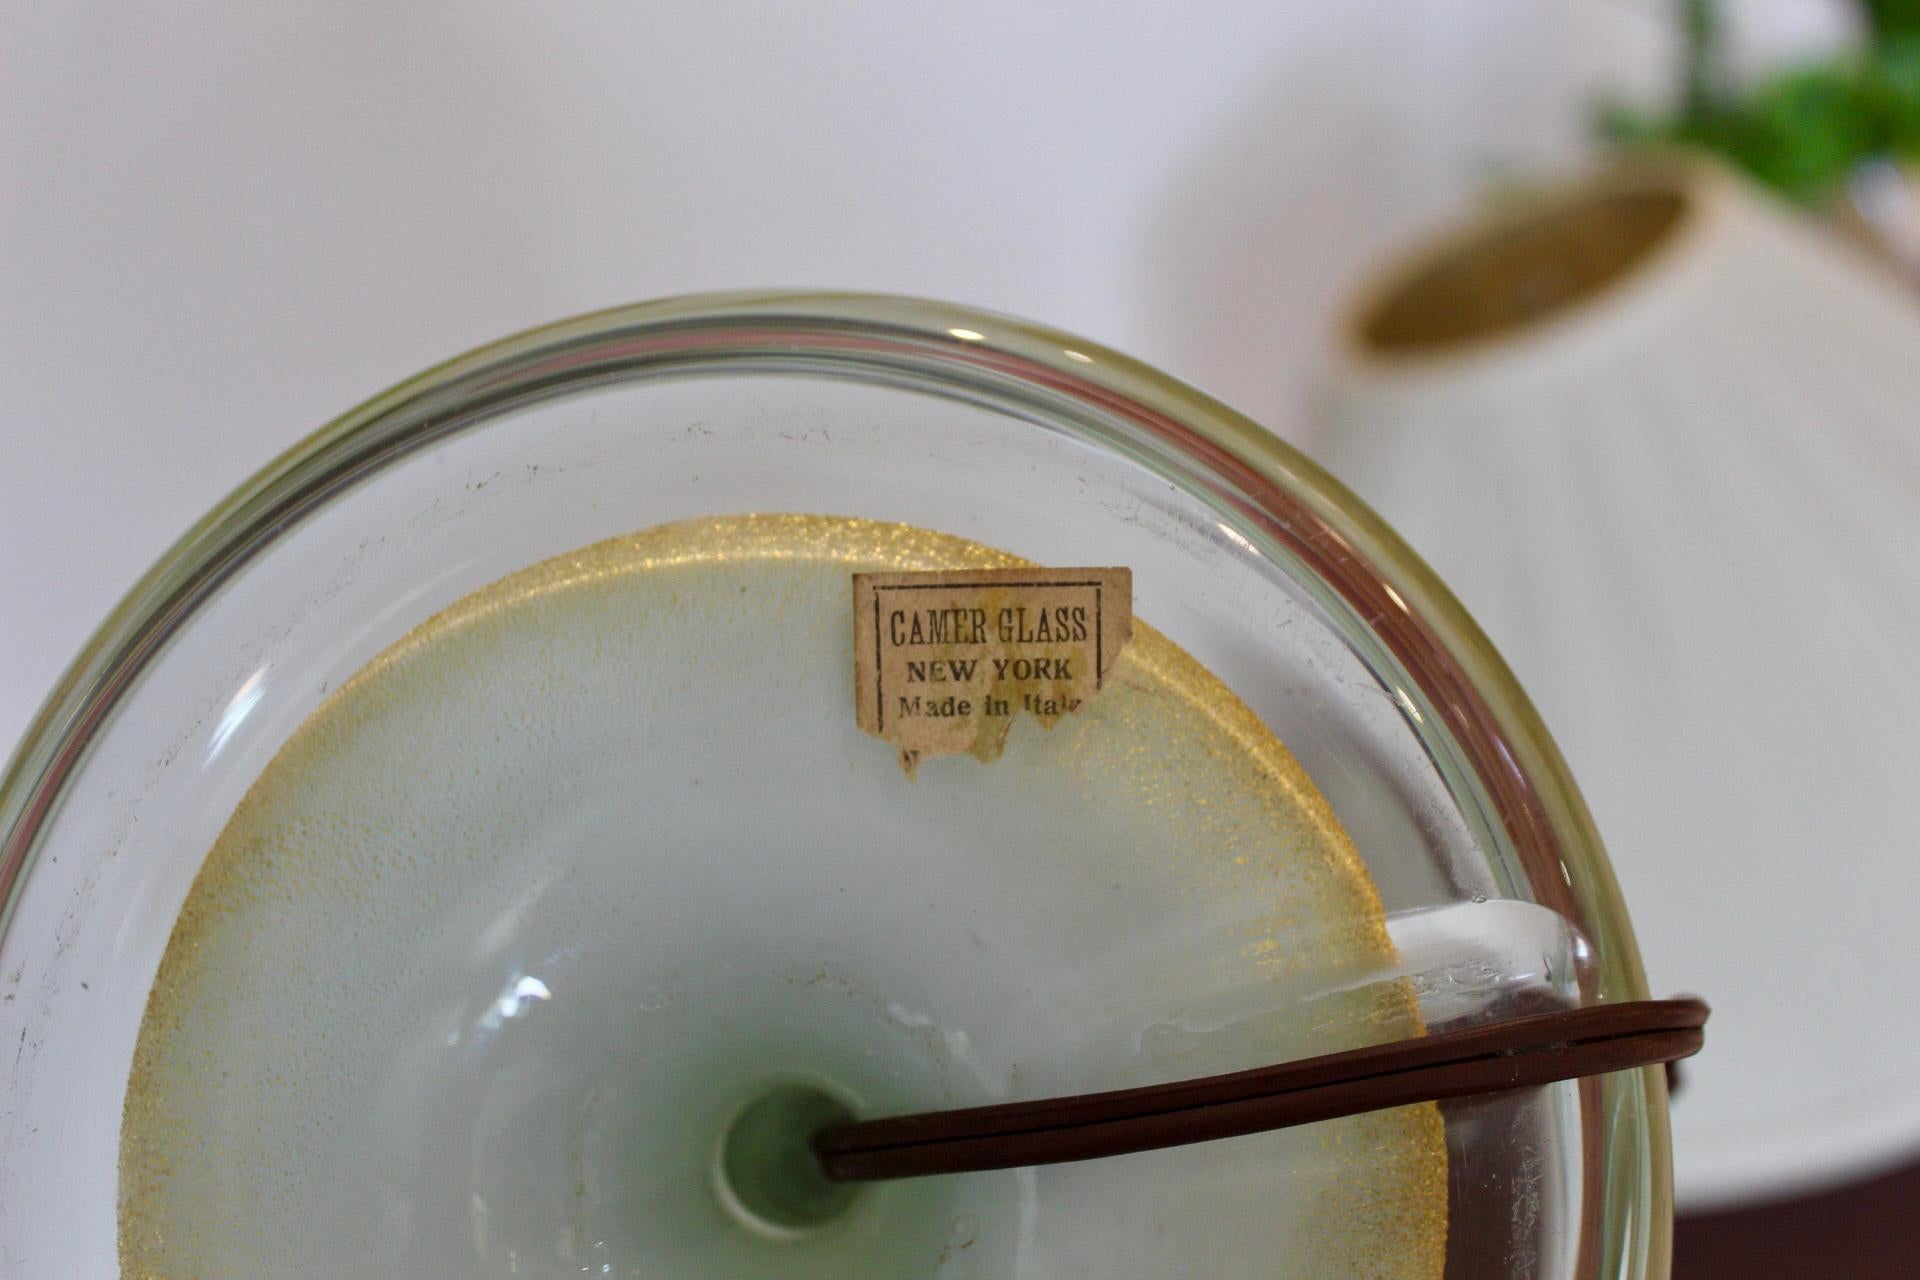 CAMER GLASS
NEW YORK
Made in Italy